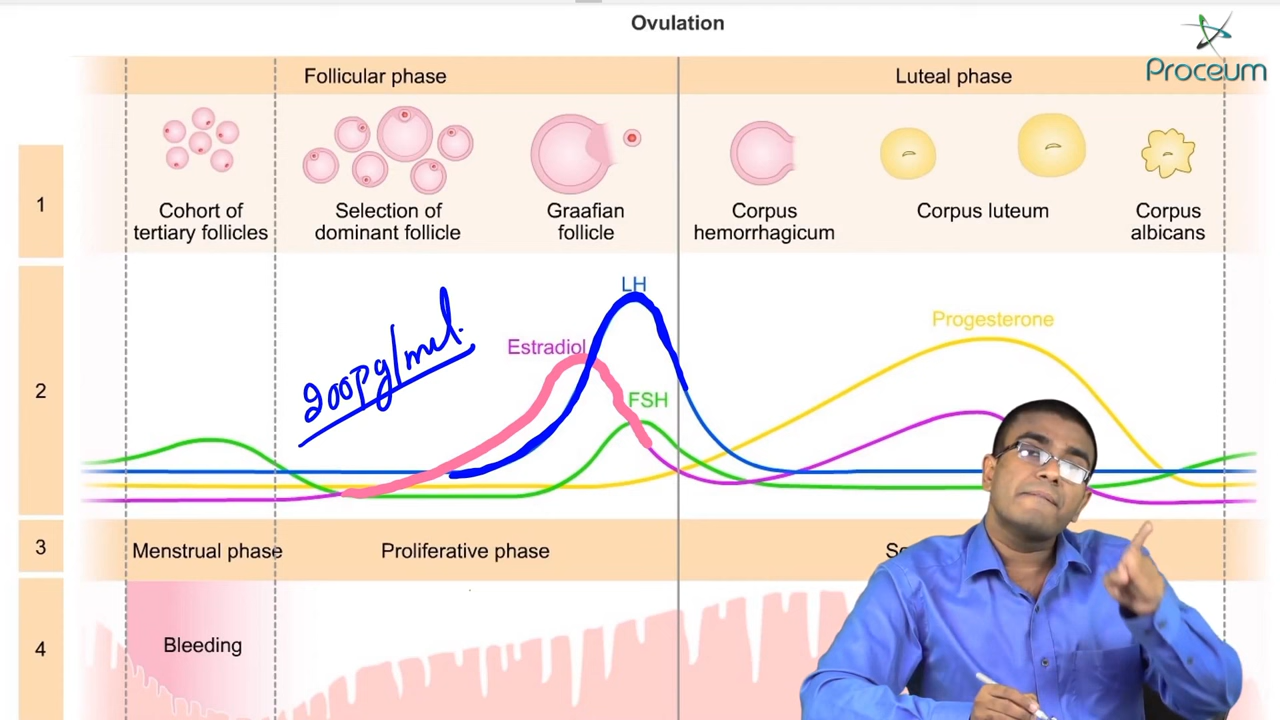 Ovulation
Proceum
Follicular phase
Luteal phase
1
Cohort of
tertiary follicles
Selection of
dominant follicle
Graafian
follicle
Corpus
hemorrhagicum
Corpus luteum
Corpus
albicans
2
200pg/ml.
Estradiol
LH
FSH
Progesterone
3
Menstrual phase
Proliferative phase
4
Bleeding